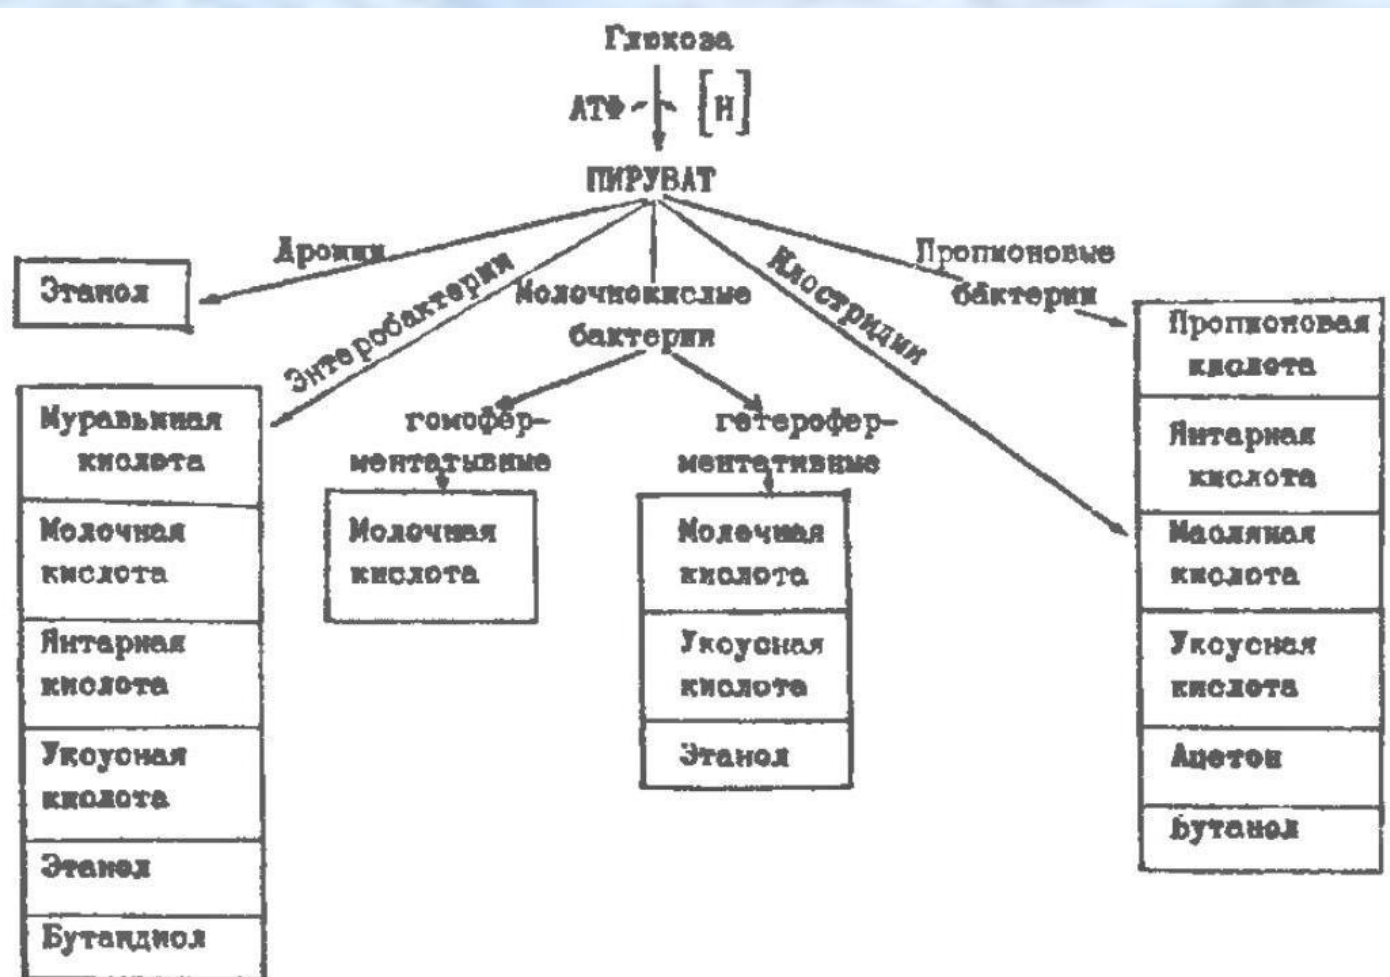 Глюкоза
АТФ
[H]
ПИРУВАТ
Дрожжи
Этанол
Энтеробактерии
Молочнокислые
бактерии
Клостридии
Пропионовые
бактерии
гомофер-
ментатывные
гетерофер-
ментативные
Муравьиная
кислота
Молочная
кислота
Янтарная
кислота
Уксусная
кислота
Этанол
Бутандиол
Молочная
кислота
Молочная
кислота
Уксусная
кислота
Этанол
Пропионовая
кислота
Янтарная
кислота
Масляная
кислота
Уксусная
кислота
Ацетон
Бутанол